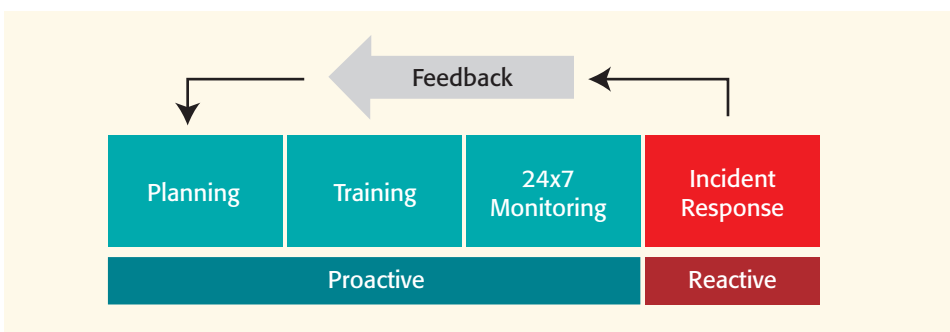 Feedback
Planning
Training
24x7
Monitoring
Incident
Response
Proactive
Reactive